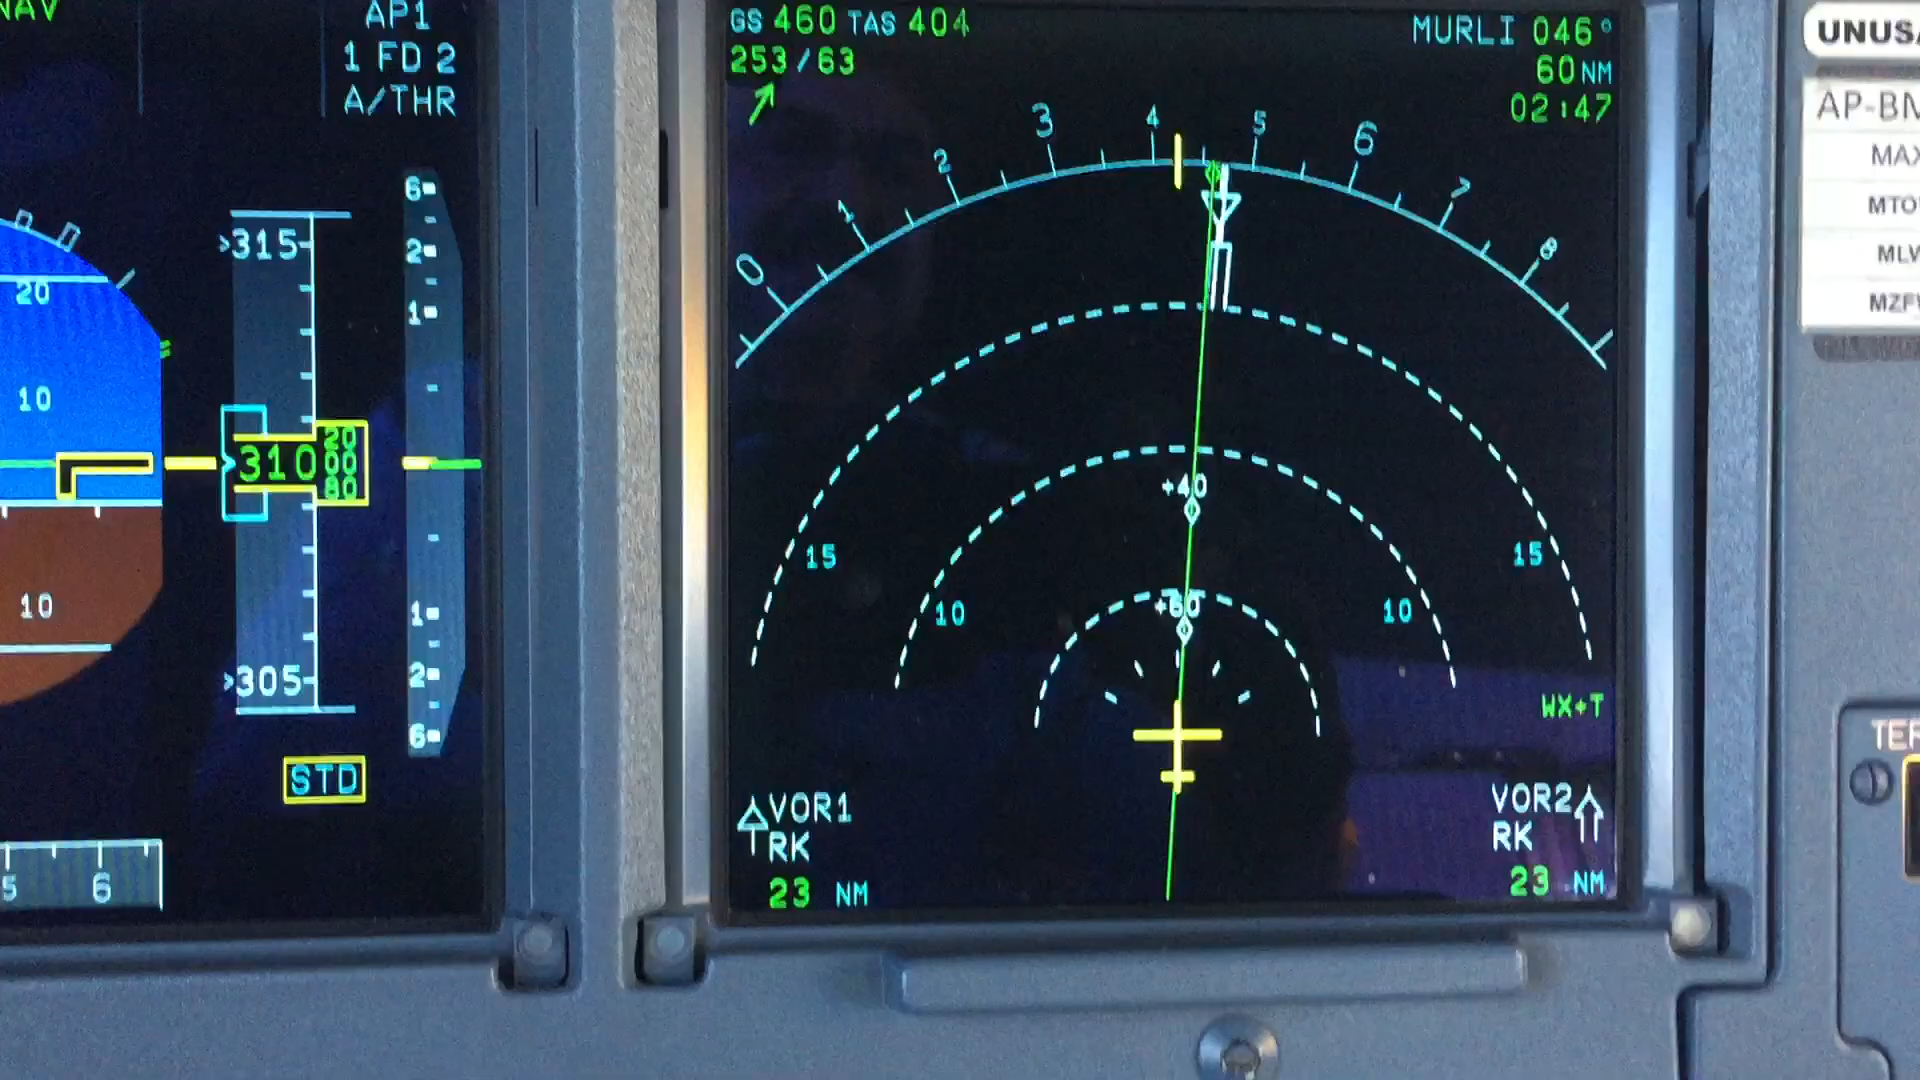 NAV
AP1
1 FD 2
A/THR
20
10
10
315
310
20
00
80
305
6
2
1
1
2
6
STD
5 6
GS 460 TAS 404
253/63
MURLI 046°
60 NM
02:47
0 1 2 3 4 5 6 7 8
+40
+60
15 15
10 10
WX+T
VOR1
RK
23 NM
VOR2
RK
23 NM
UNUSA
AP-BM
MAX
MTO
MLW
MZF
TER